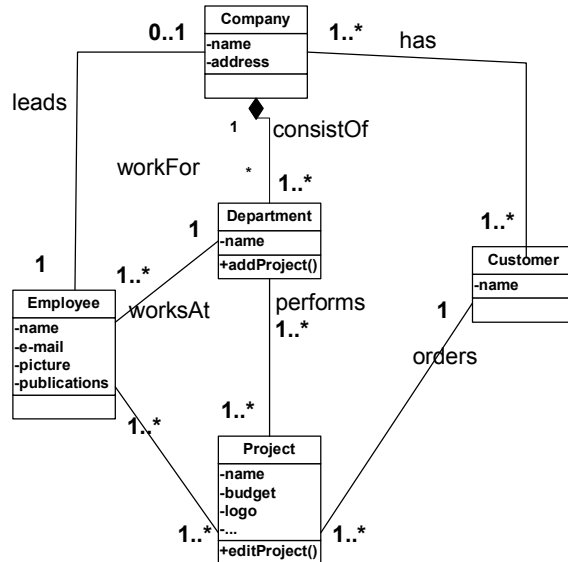 Company
0..1
1..*
has
-name
-address
leads
1
consistOf
workFor
*
1..*
Department
1
1..*
-name
+addProject()
Customer
-name
1
1..*
1
Employee
worksAt
performs
1..*
-name
-e-mail
-picture
-publications
orders
1..*
1..*
Project
-name
-budget
-logo
-...
+editProject()
1..*
1..*